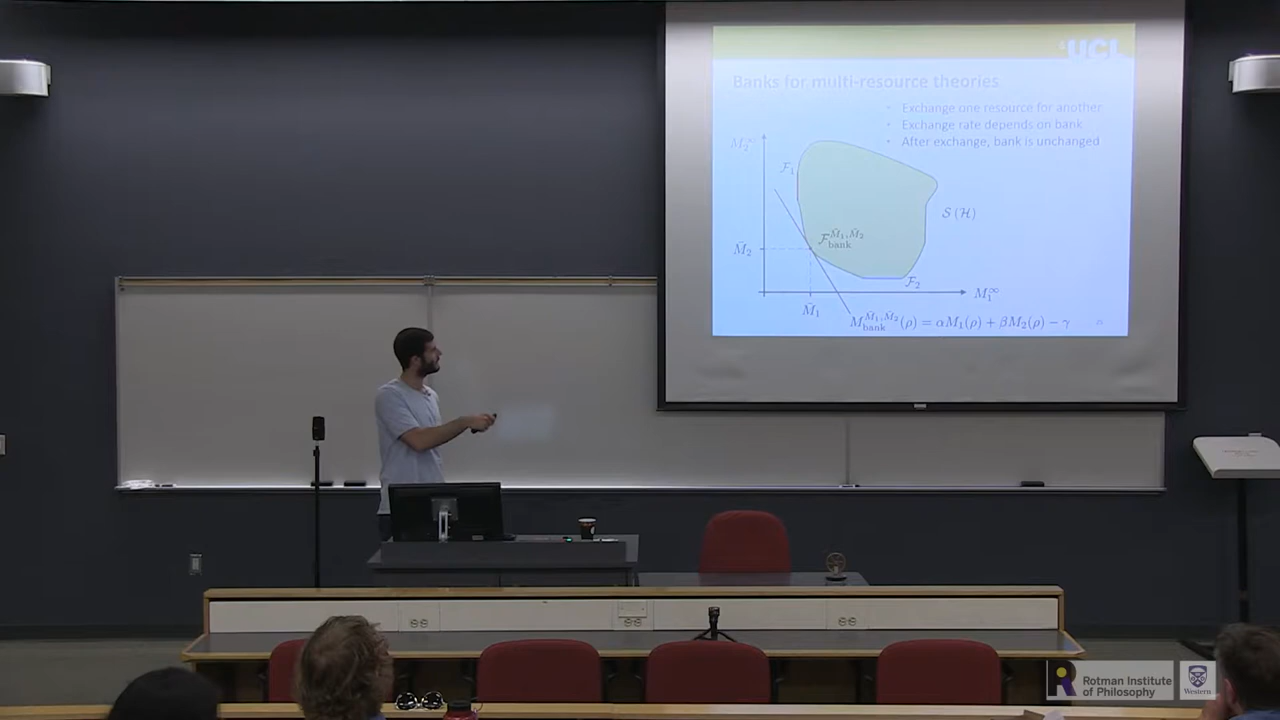 UCL
Banks for multi-resource theories
• Exchange one resource for another
• Exchange rate depends on bank
• After exchange, bank is unchanged
M₂^∞
F₁
S(H)
F_bank^{M̄₁,M̄₂}
M̄₂
F₂
M₁^∞
M̄₁
M_bank^{M̄₁,M̄₂}(ρ) = αM₁(ρ) + βM₂(ρ) − γ
Rotman Institute
of Philosophy
Western